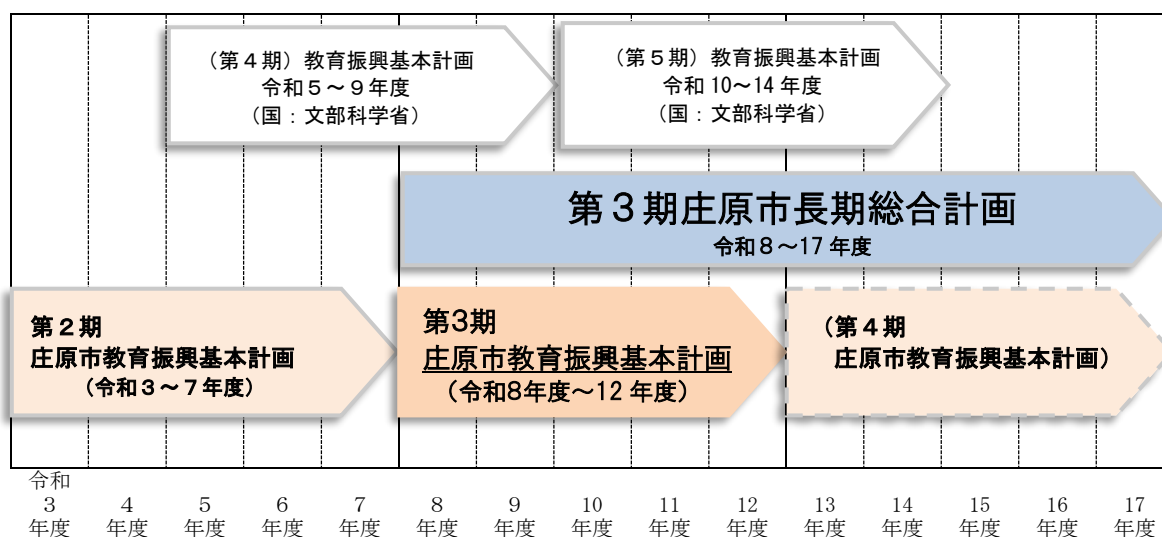 （第４期）教育振興基本計画
令和５～９年度
（国：文部科学省）
（第５期）教育振興基本計画
令和 10～14 年度
（国：文部科学省）
第３期庄原市長期総合計画
令和８～17 年度
第２期
庄原市教育振興基本計画
（令和３～７年度）
第3期
庄原市教育振興基本計画
（令和8年度～12 年度）
（第４期
庄原市教育振興基本計画）
令和
3 4 5 6 7 8 9 10 11 12 13 14 15 16 17
年度 年度 年度 年度 年度 年度 年度 年度 年度 年度 年度 年度 年度 年度 年度